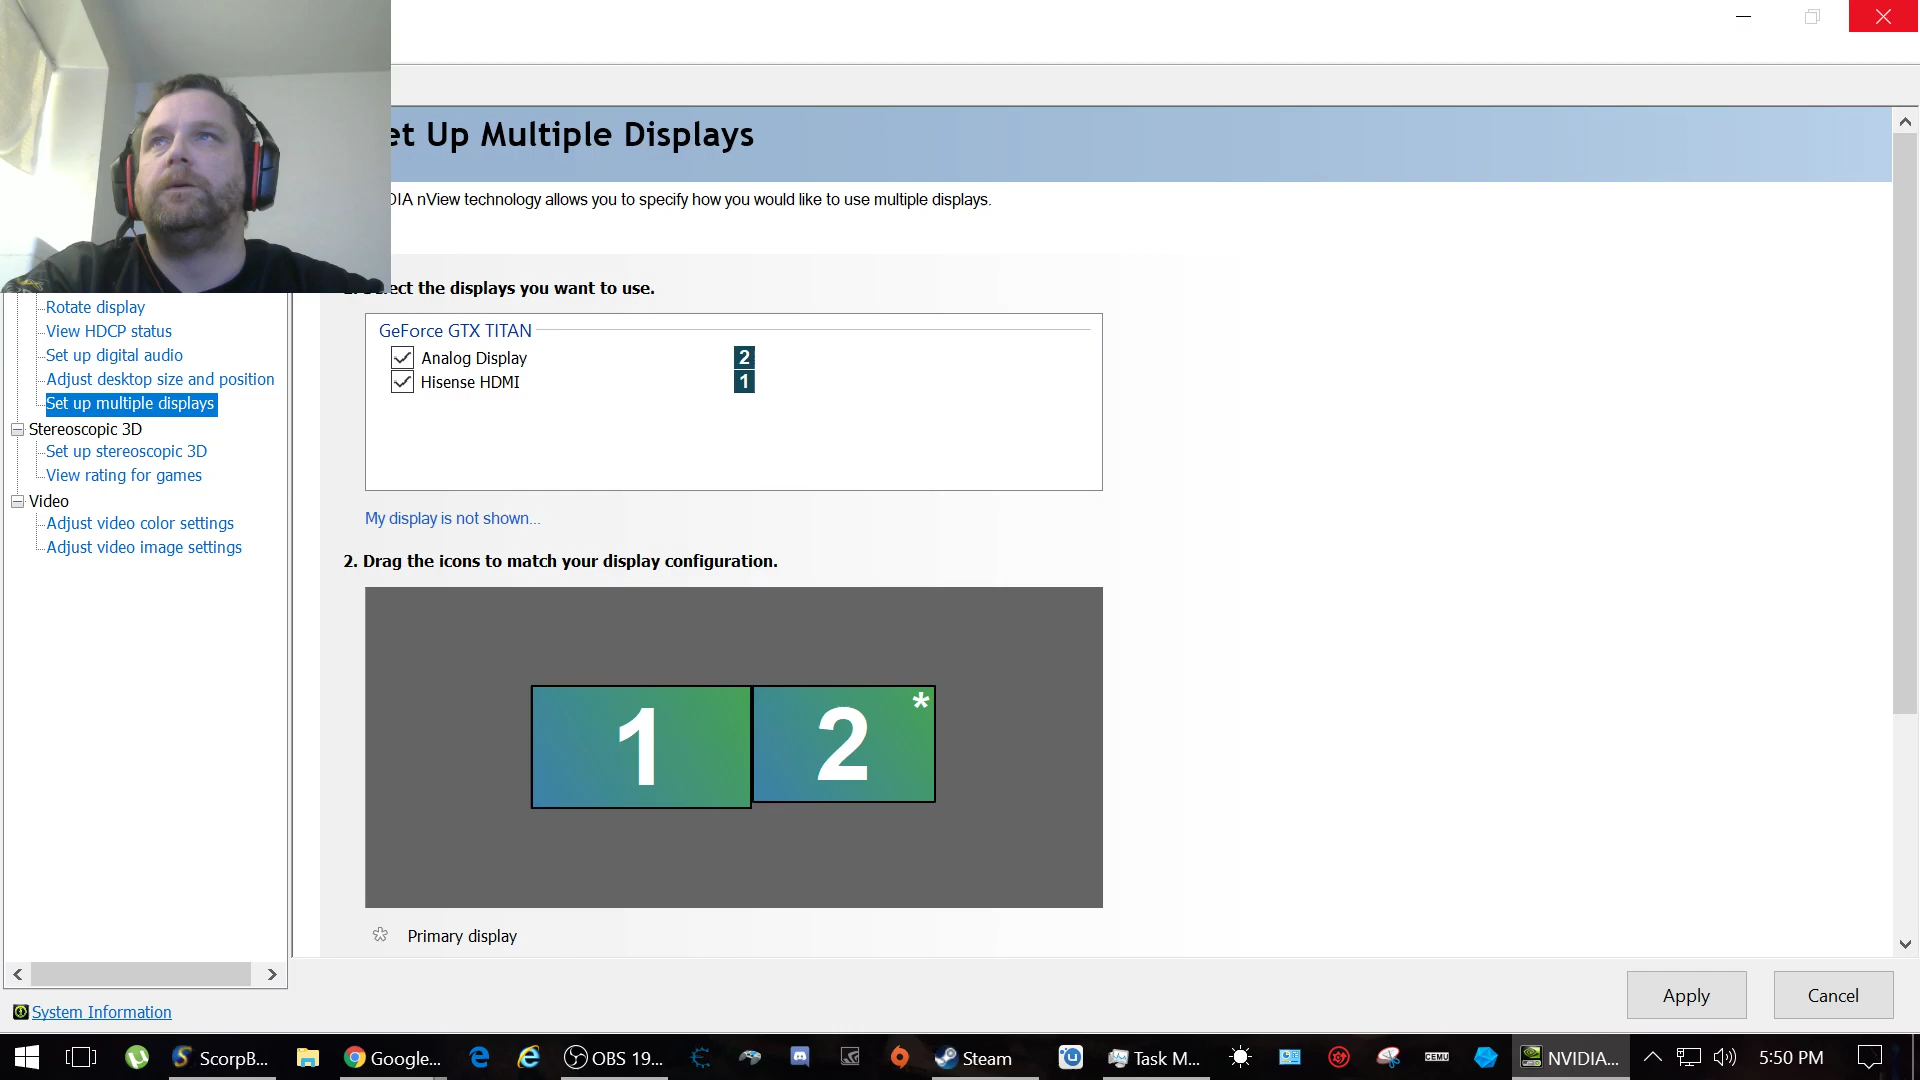 et Up Multiple Displays
DIA nView technology allows you to specify how you would like to use multiple displays.
ect the displays you want to use.
GeForce GTX TITAN
Analog Display 2
Hisense HDMI 1
My display is not shown...
2. Drag the icons to match your display configuration.
1 2 *
Primary display
Rotate display
View HDCP status
Set up digital audio
Adjust desktop size and position
Set up multiple displays
Stereoscopic 3D
Set up stereoscopic 3D
View rating for games
Video
Adjust video color settings
Adjust video image settings
System Information
Apply Cancel
ScorpB... Google... OBS 19... Steam Task M... CEMU NVIDIA... 5:50 PM